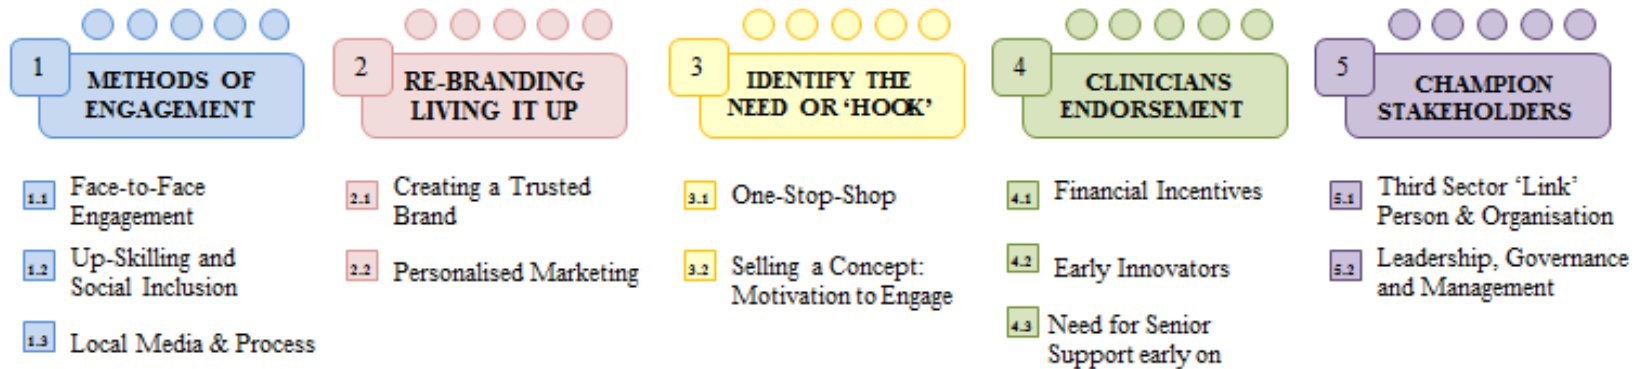 1
METHODS OF
ENGAGEMENT
1.1
Face-to-Face
Engagement
1.2
Up-Skilling and
Social Inclusion
1.3
Local Media & Process
2
RE-BRANDING
LIVING IT UP
2.1
Creating a Trusted
Brand
2.2
Personalised Marketing
3
IDENTIFY THE
NEED OR ‘HOOK’
3.1
One-Stop-Shop
3.2
Selling a Concept:
Motivation to Engage
4
CLINICIANS
ENDORSEMENT
4.1
Financial Incentives
4.2
Early Innovators
4.3
Need for Senior
Support early on
5
CHAMPION
STAKEHOLDERS
5.1
Third Sector ‘Link’
Person & Organisation
5.2
Leadership, Governance
and Management